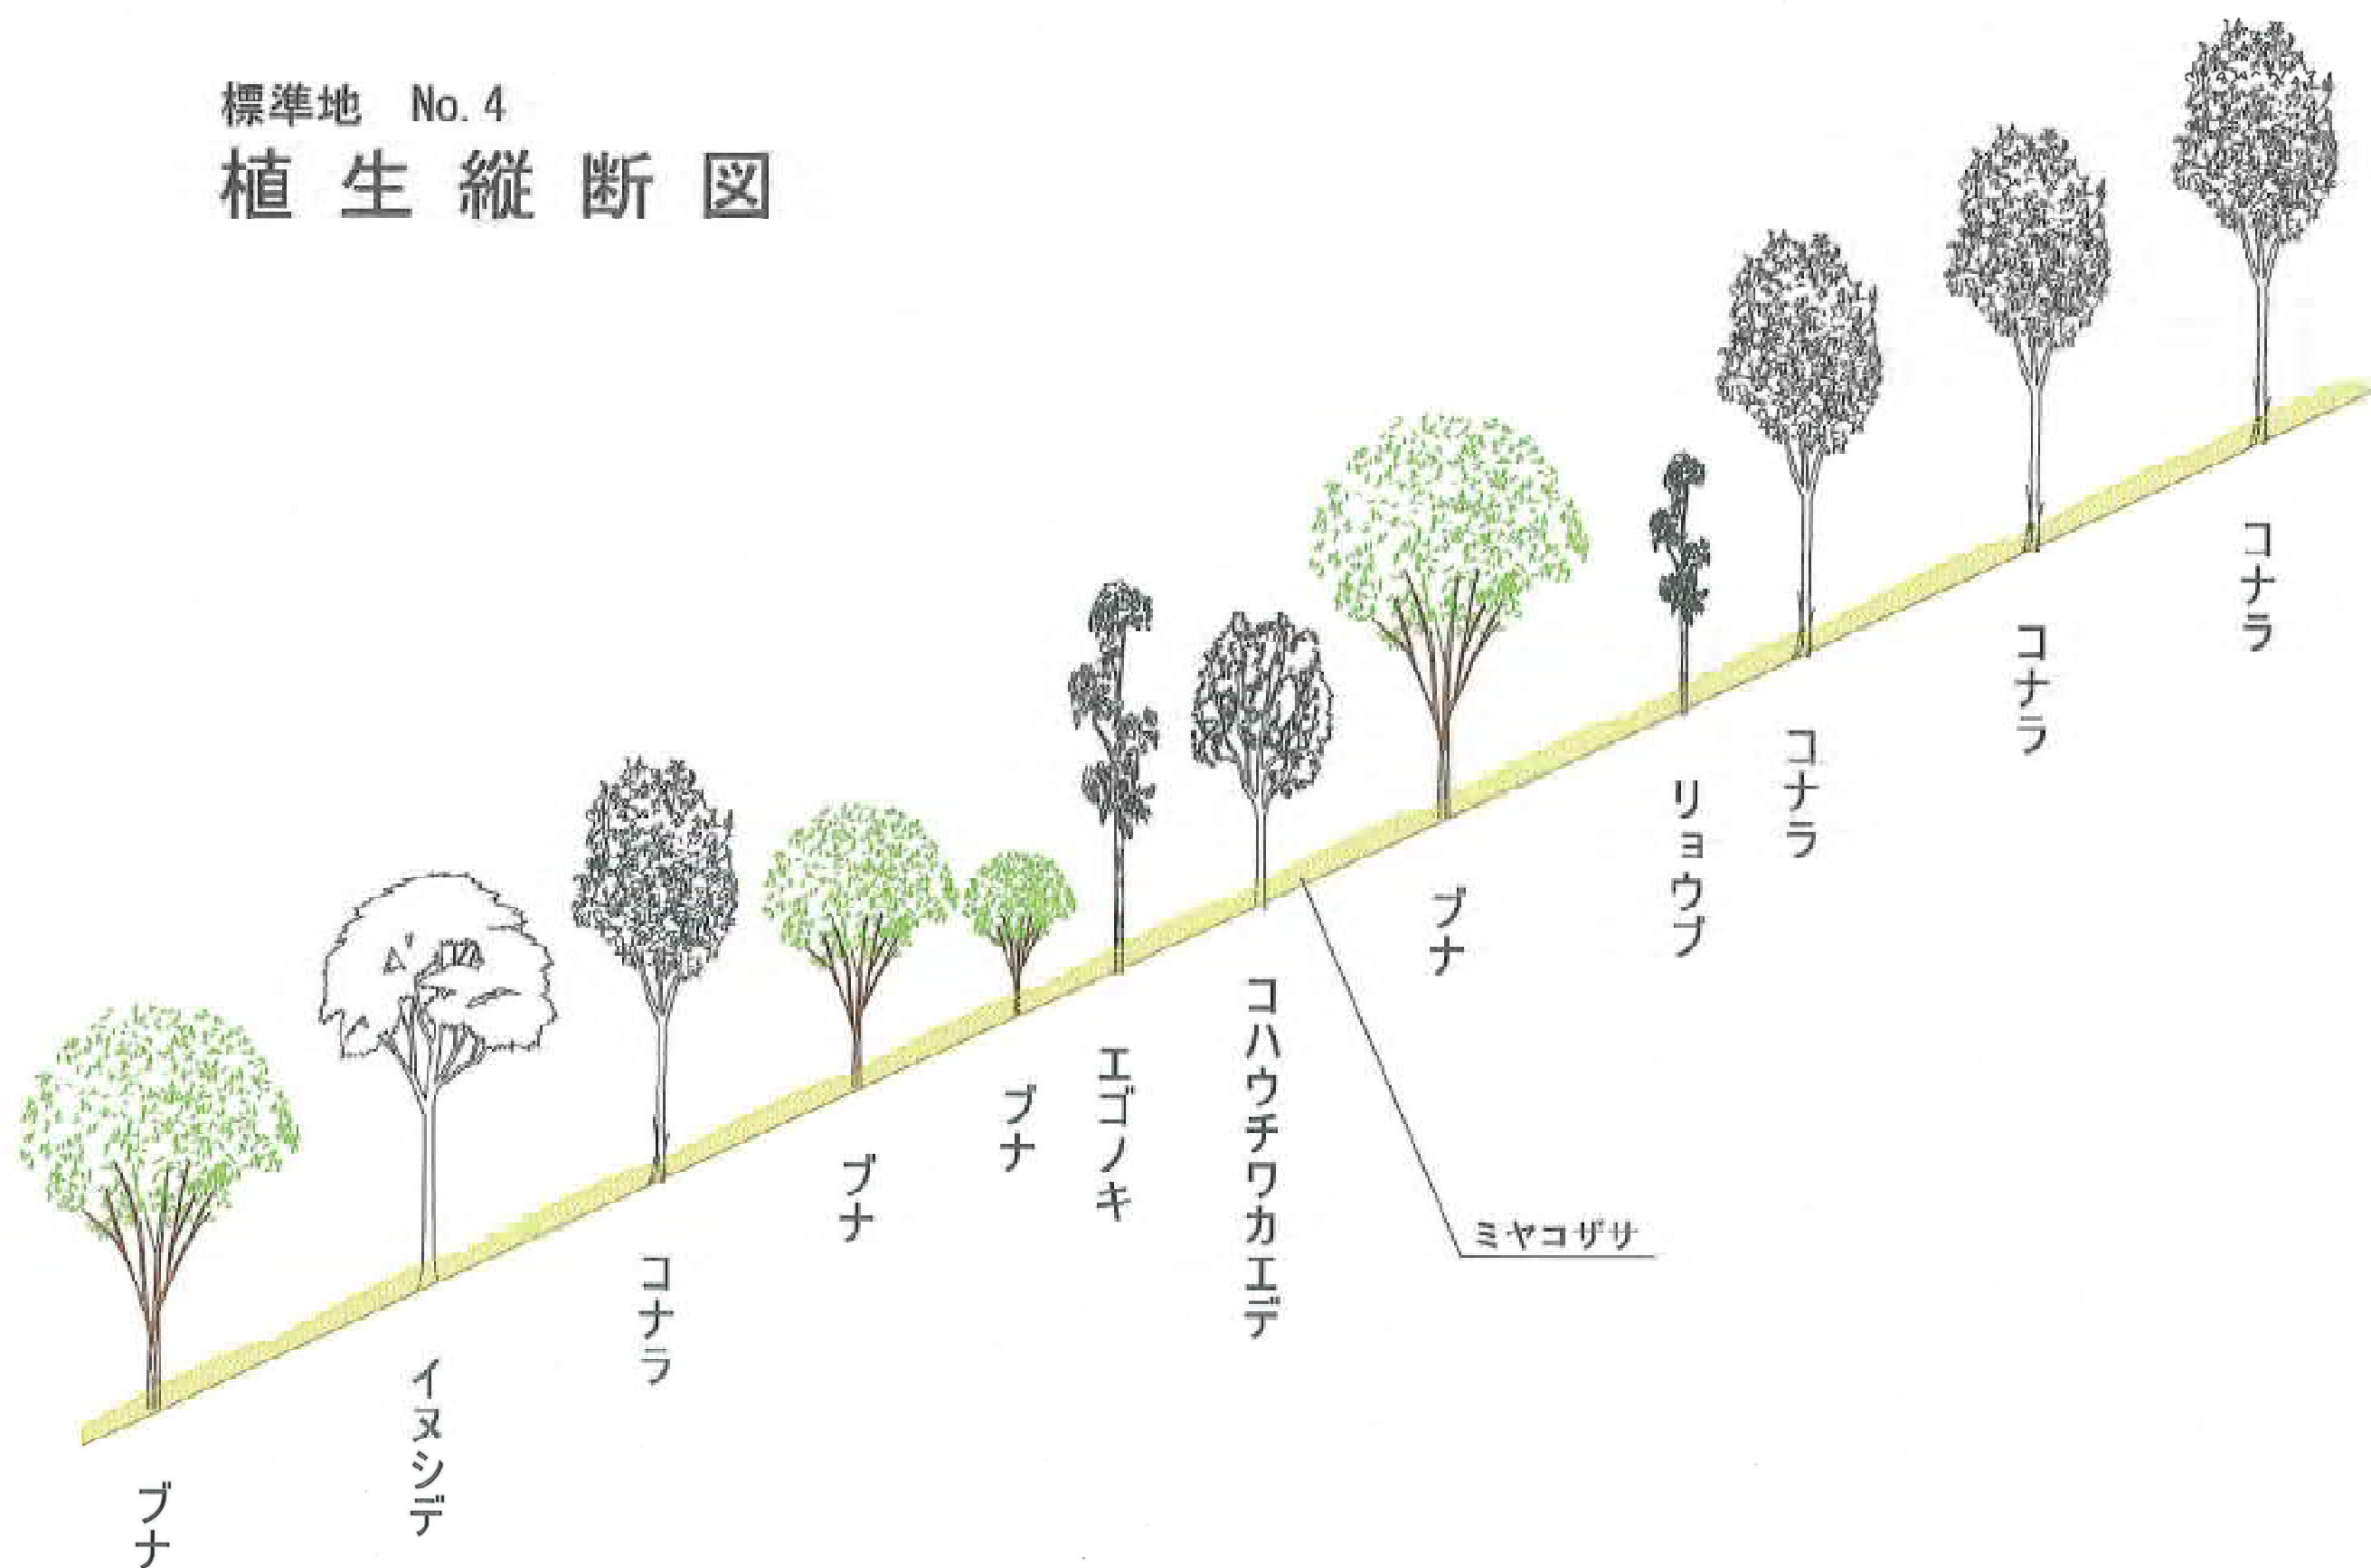 標準地 No. 4
植生縦断図
ブナ
イヌシデ
コナラ
ブナ
ブナ
エゴノキ
コハウチワカエデ
ミヤコザサ
ブナ
リョウブ
コナラ
コナラ
コナラ